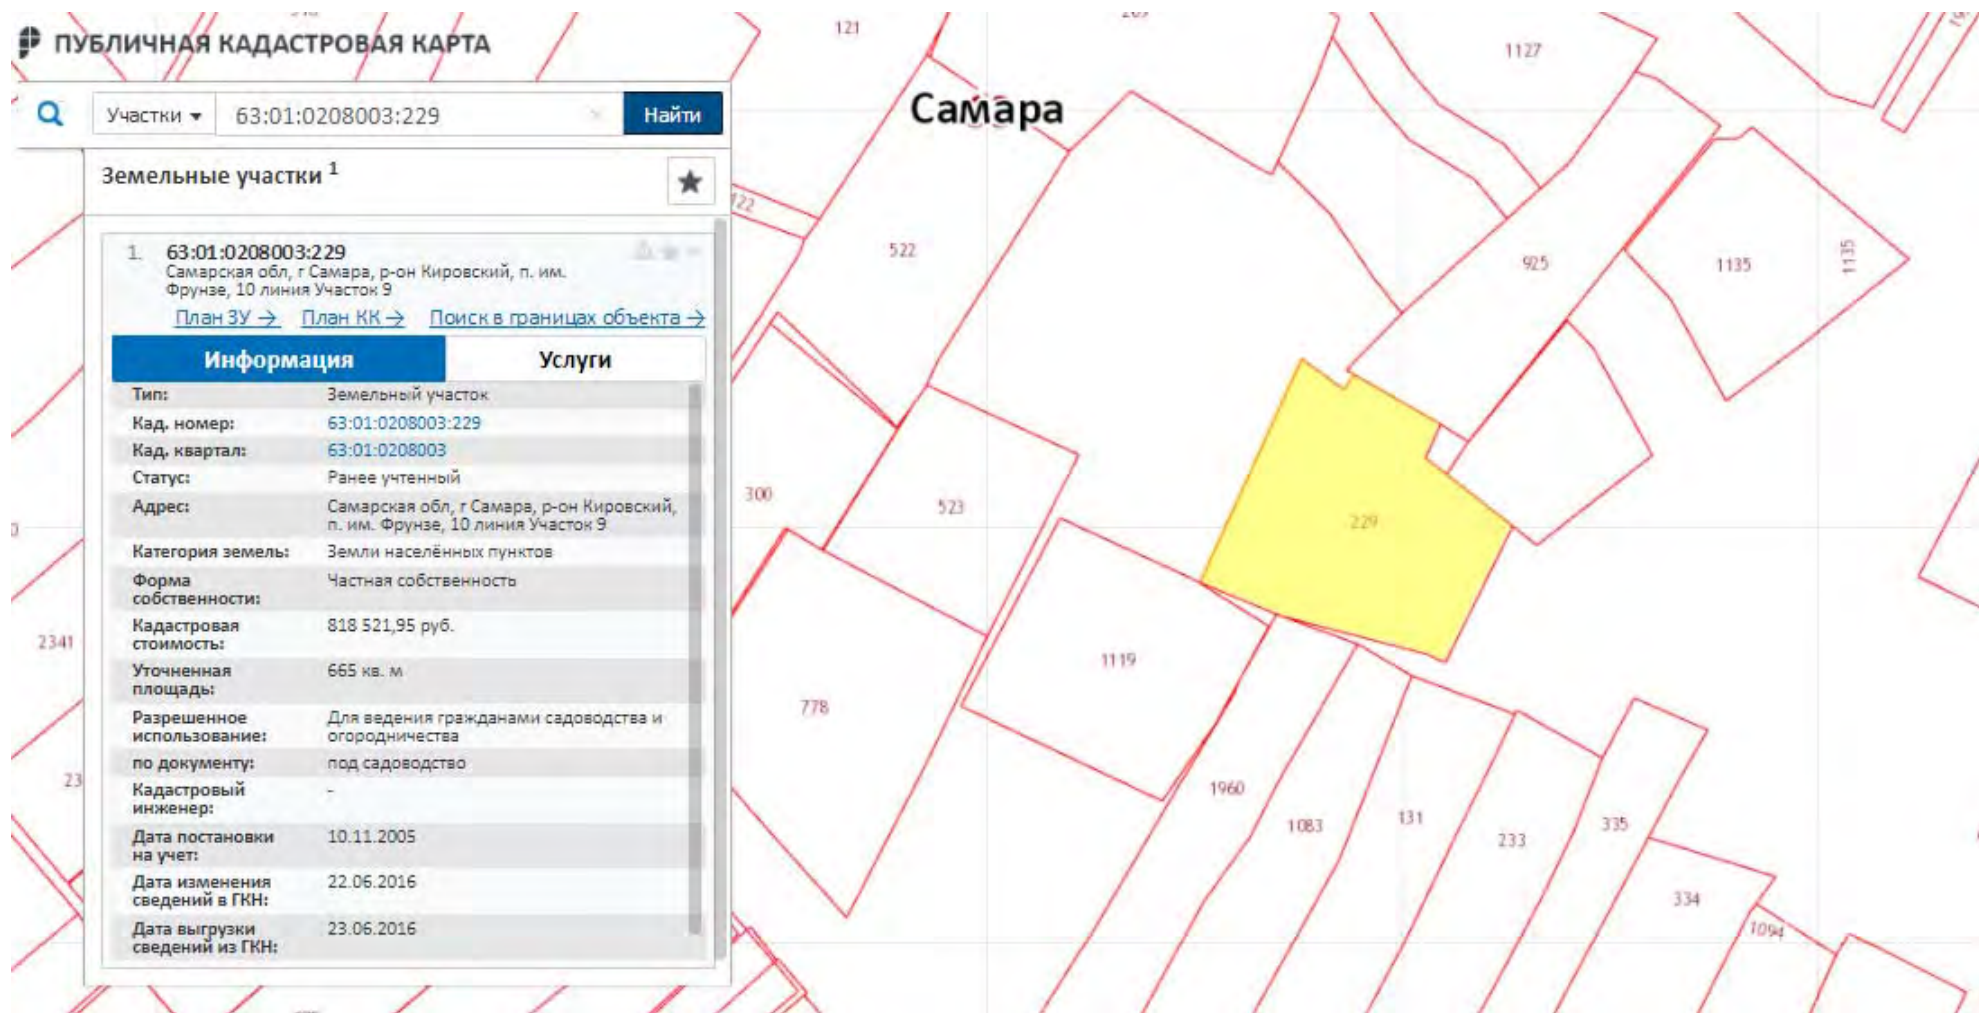 ПУБЛИЧНАЯ КАДАСТРОВАЯ КАРТА
Участки
63:01:0208003:229
Найти
Земельные участки 1
1. 63:01:0208003:229
Самарская обл, г Самара, р-он Кировский, п. им.
Фрунзе, 10 линия Участок 9
План ЗУ → План КК → Поиск в границах объекта →
Информация Услуги
Тип: Земельный участок
Кад. номер: 63:01:0208003:229
Кад. квартал: 63:01:0208003
Статус: Ранее учтенный
Адрес: Самарская обл, г Самара, р-он Кировский,
п. им. Фрунзе, 10 линия Участок 9
Категория земель: Земли населённых пунктов
Форма Частная собственность
собственности:
Кадастровая 818 521,95 руб.
стоимость:
Уточненная 665 кв. м
площадь:
Разрешенное Для ведения гражданами садоводства и
использование: огородничества
по документу: под садоводство
Кадастровый -
инженер:
Дата постановки 10.11.2005
на учет:
Дата изменения 22.06.2016
сведений в ГКН:
Дата выгрузки 23.06.2016
сведений из ГКН:
Самара
121
1127
522
925
1135
1135
300
523
229
2341
1119
778
1960
1083
131
233
335
334
1094